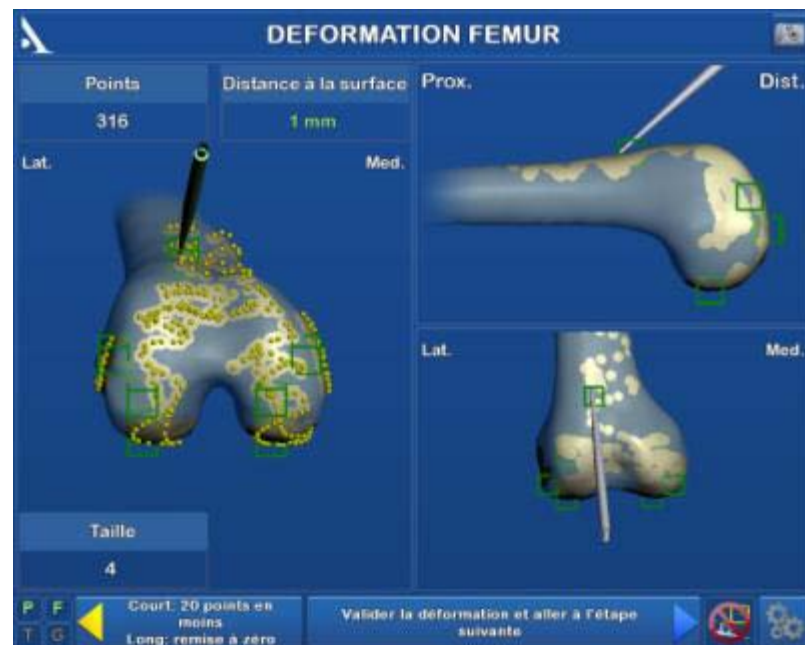 DEFORMATION FEMUR
Points
316
Distance à la surface
1 mm
Prox.
Dist.
Lat.
Med.
Lat.
Med.
Taille
4
P F
T G
Court. 20 points en
moins
Long: remise à zéro
Valider la déformation et aller à l'étape
suivante